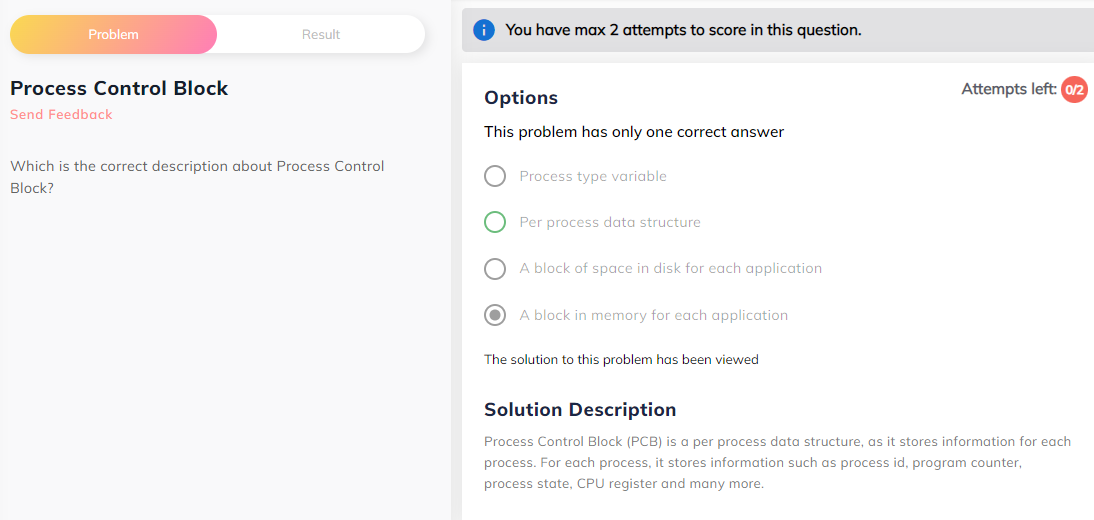 Problem
Result
Process Control Block
Send Feedback
Which is the correct description about Process Control
Block?
i You have max 2 attempts to score in this question.
Attempts left: 0/2
Options
This problem has only one correct answer
Process type variable
Per process data structure
A block of space in disk for each application
A block in memory for each application
The solution to this problem has been viewed
Solution Description
Process Control Block (PCB) is a per process data structure, as it stores information for each
process. For each process, it stores information such as process id, program counter,
process state, CPU register and many more.